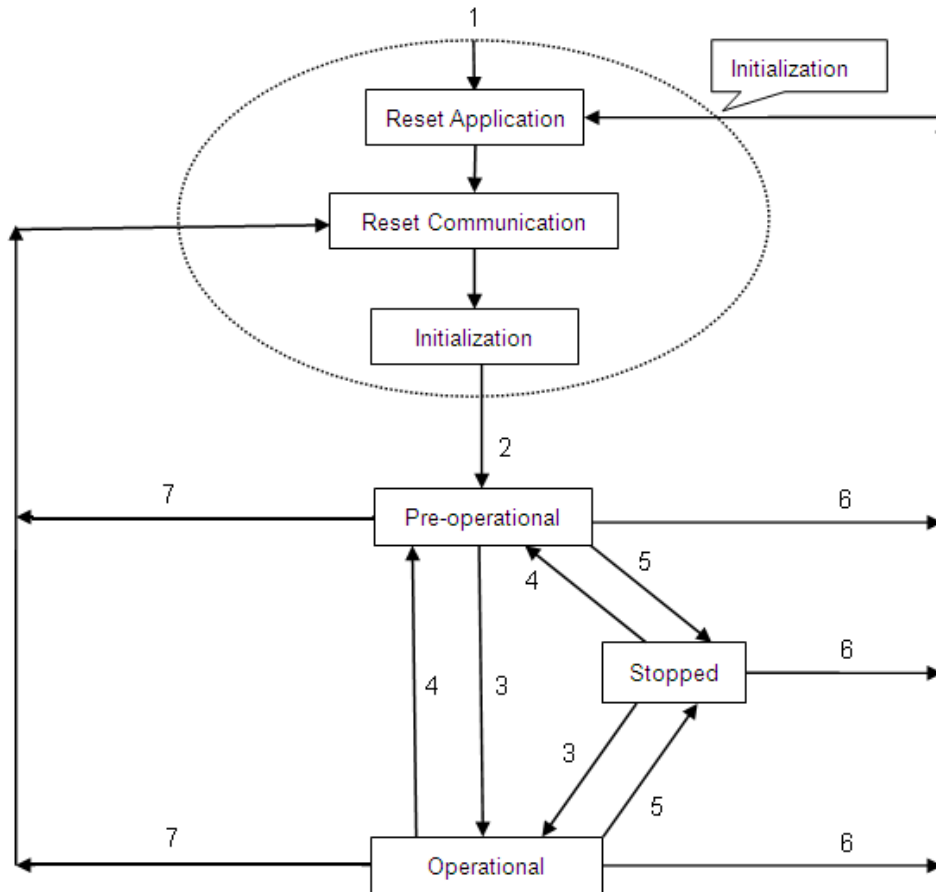 1
Initialization
Reset Application
Reset Communication
Initialization
2
7
Pre-operational
6
4
5
Stopped
6
4
3
3
5
7
Operational
6